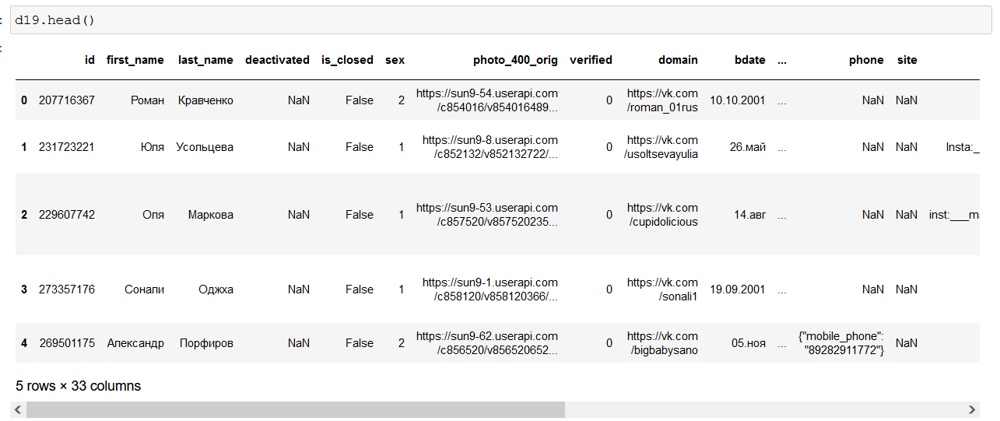 d19.head()
id first_name last_name deactivated is_closed sex photo_400_orig verified domain bdate ... phone site
0 207716367 Роман Кравченко NaN False 2 https://sun9-54.userapi.com /c854016/v854016489... 0 https://vk.com /roman_01rus 10.10.2001 ... NaN NaN
1 231723221 Юля Усольцева NaN False 1 https://sun9-8.userapi.com /c852132/v852132722/... 0 https://vk.com /usoltsevayulia 26.май ... NaN NaN Insta:_
2 229607742 Оля Маркова NaN False 1 https://sun9-53.userapi.com /c857520/v857520235... 0 https://vk.com /cupidolicious 14.авг ... NaN NaN inst:___ma
3 273357176 Сонали Оджха NaN False 1 https://sun9-1.userapi.com /c858120/v858120366/... 0 https://vk.com /sonali1 19.09.2001 ... NaN NaN
4 269501175 Александр Порфиров NaN False 2 https://sun9-62.userapi.com /c856520/v856520652... 0 https://vk.com /bigbabysano 05.ноя ... {"mobile_phone": "89282911772"} NaN
5 rows × 33 columns